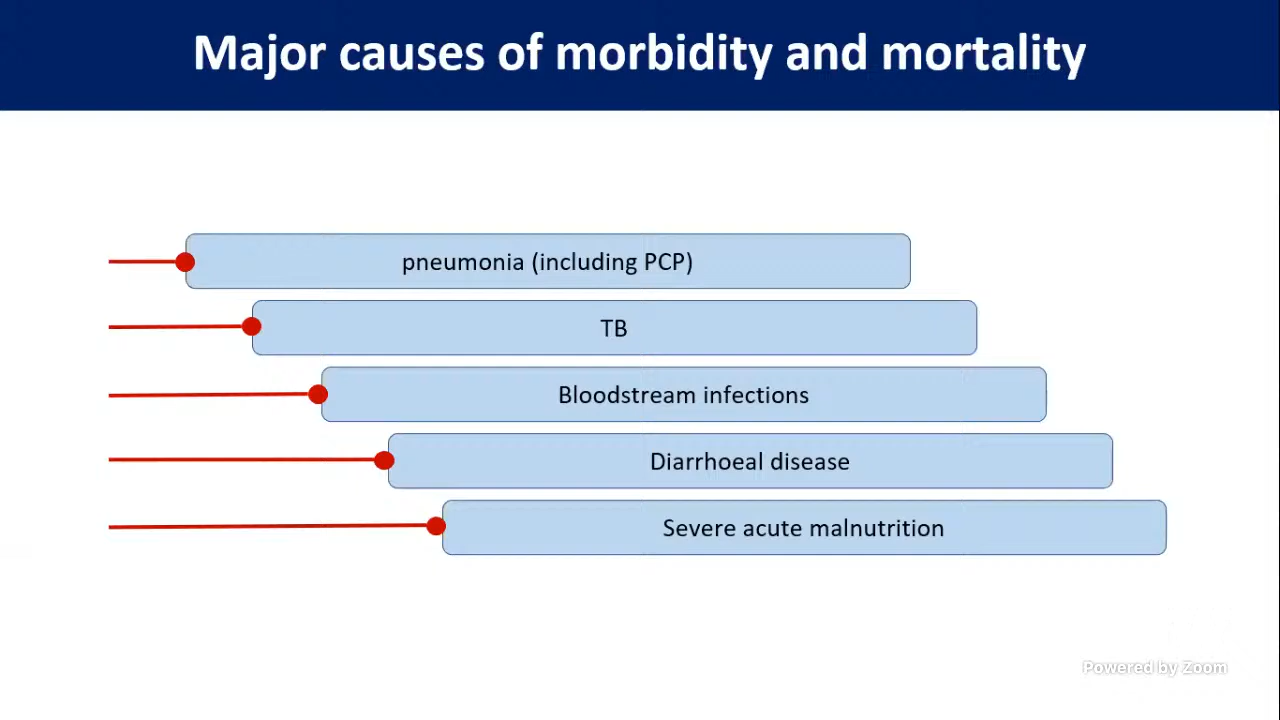 Major causes of morbidity and mortality
pneumonia (including PCP)
TB
Bloodstream infections
Diarrhoeal disease
Severe acute malnutrition
Powered by Zoom